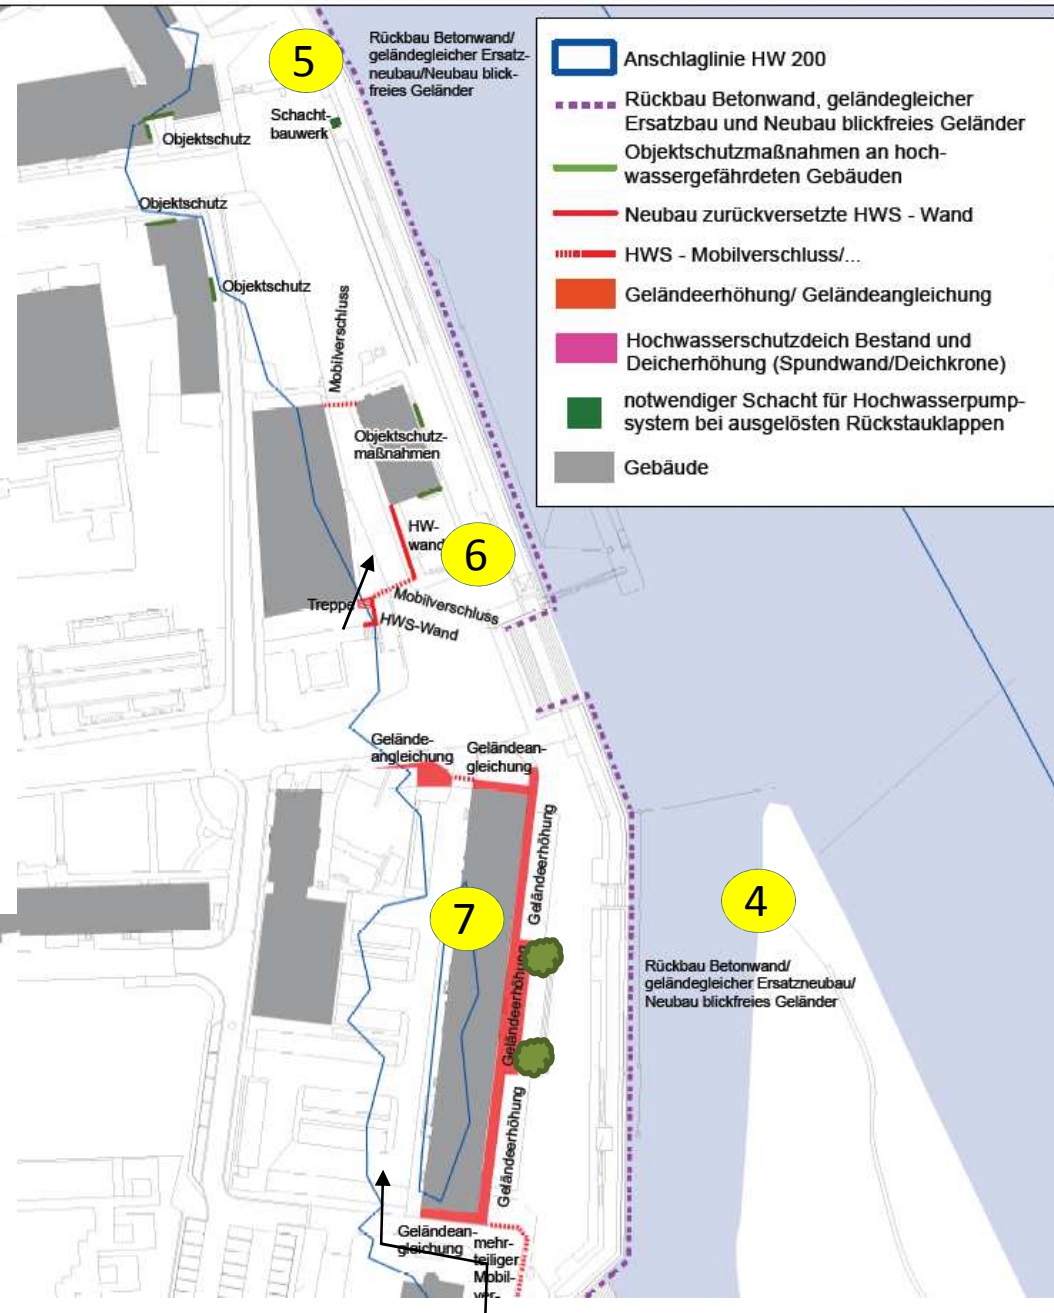 5
Rückbau Betonwand/
geländegleicher Ersatz-
neubau/Neubau blick-
freies Geländer
Schacht-
bauwerk
Objektschutz
Objektschutz
Objektschutz
Mobilverschluss
Objektschutz-
maßnahmen
HW-
wand
6
Treppe
Mobilverschluss
HWS-Wand
Gelände-
angleichung
Geländean-
gleichung
Geländeerhöhung
7
Geländeerhöhung
Geländeerhöhung
4
Rückbau Betonwand/
geländegleicher Ersatzneubau/
Neubau blickfreies Geländer
Geländean-
gleichung
mehr-
teiliger
Mobil-
ver-
Anschlaglinie HW 200
Rückbau Betonwand, geländegleicher
Ersatzbau und Neubau blickfreies Geländer
Objektschutzmaßnahmen an hoch-
wassergefährdeten Gebäuden
Neubau zurückversetzte HWS - Wand
HWS - Mobilverschluss/...
Geländeerhöhung/ Geländeangleichung
Hochwasserschutzdeich Bestand und
Deicherhöhung (Spundwand/Deichkrone)
notwendiger Schacht für Hochwasserpump-
system bei ausgelösten Rückstauklappen
Gebäude